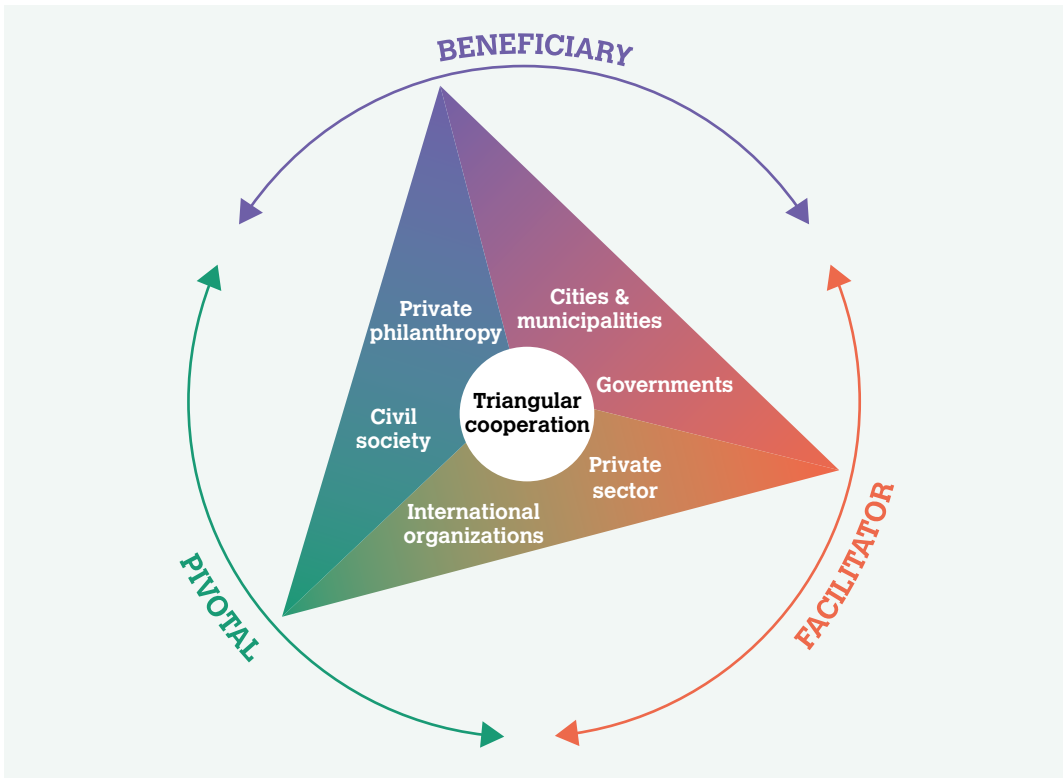 BENEFICIARY
Private
philanthropy
Cities &
municipalities
Governments
Triangular
cooperation
Civil
society
Private
sector
International
organizations
PIVOTAL
FACILITATOR